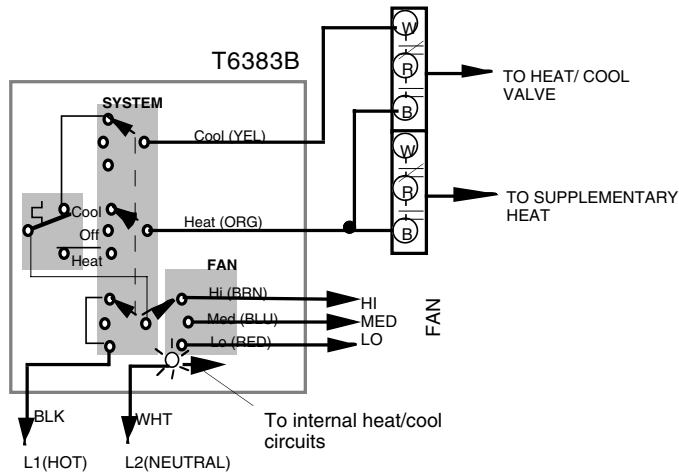 T6383B
SYSTEM
W
R
B
TO HEAT/ COOL
VALVE
Cool (YEL)
W
R
B
TO SUPPLEMENTARY
HEAT
Cool
Off
Heat
Heat (ORG)
FAN
Hi (BRN)
Med (BLU)
Lo (RED)
HI
MED
LO
FAN
BLK
WHT
To internal heat/cool
circuits
L1(HOT)
L2(NEUTRAL)